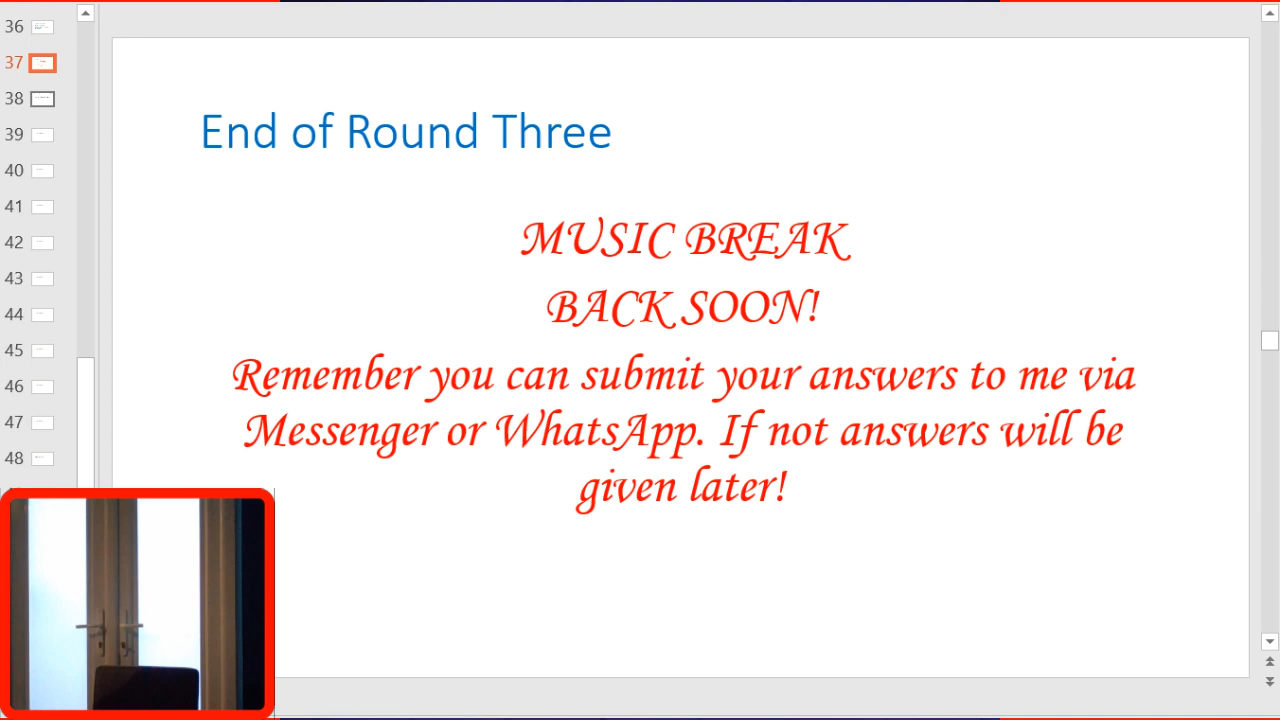 36
37
38
39
40
41
42
43
44
45
46
47
48
End of Round Three
MUSIC BREAK
BACK SOON!
Remember you can submit your answers to me via
Messenger or WhatsApp. If not answers will be
given later!